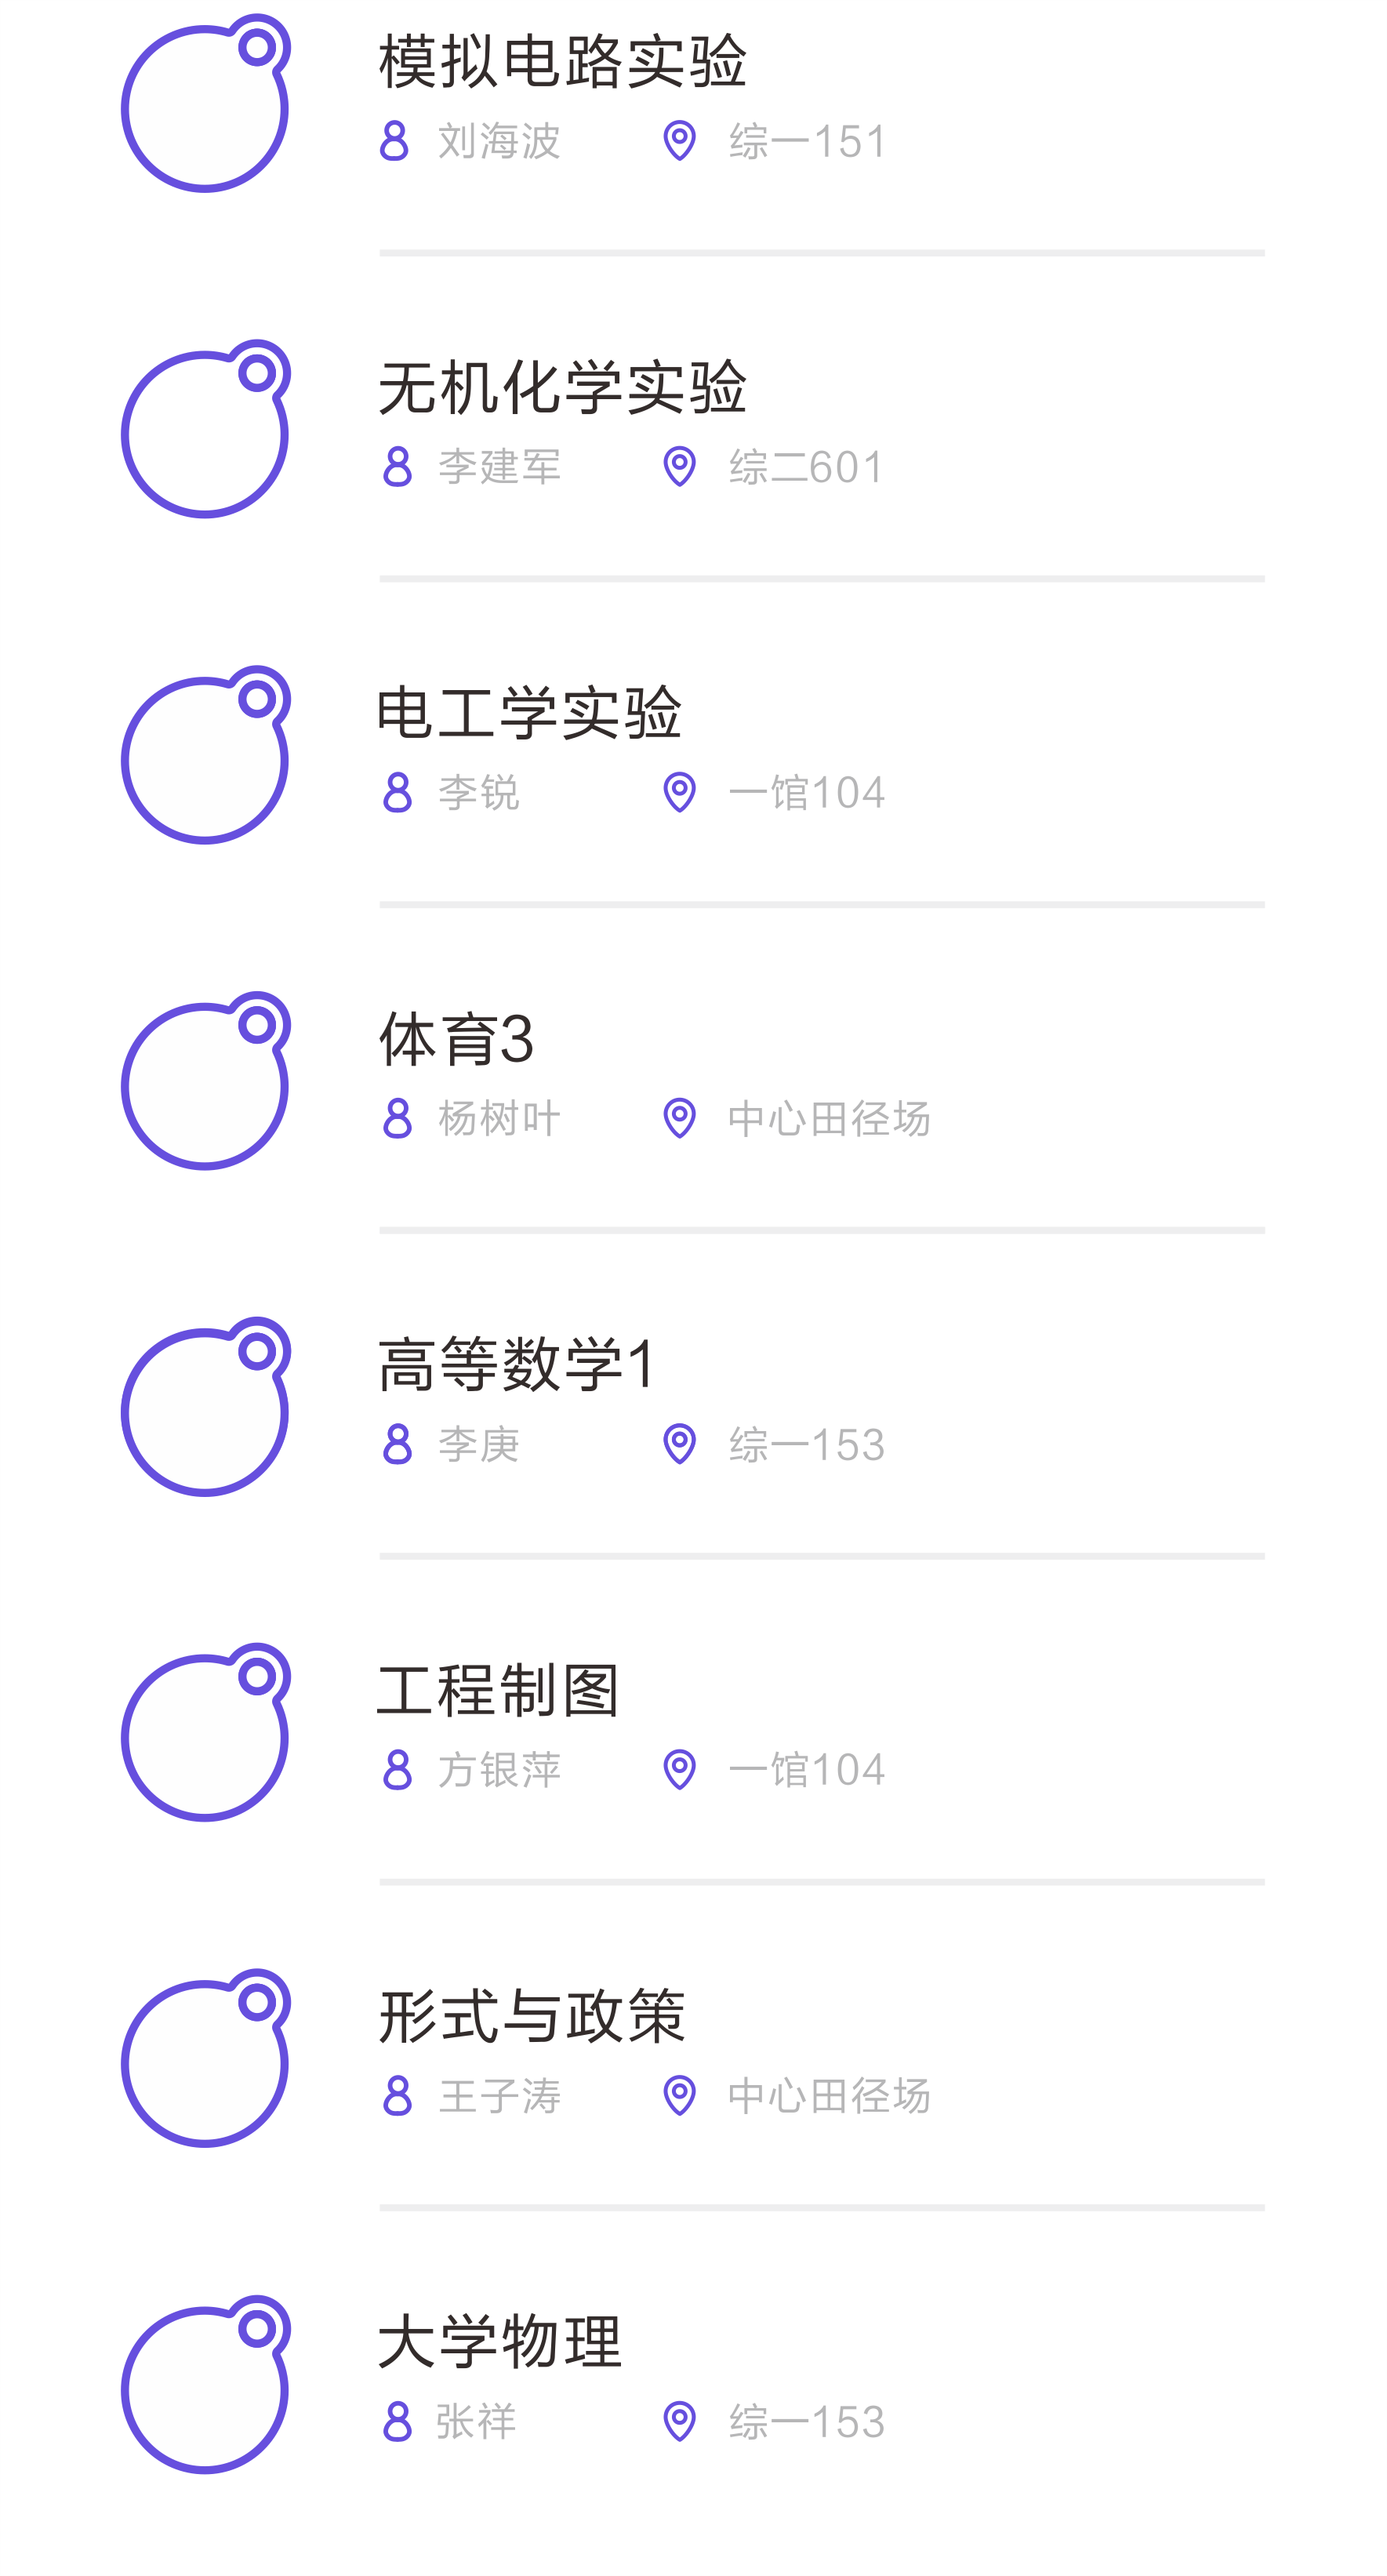 模拟电路实验
刘海波 综一151
无机化学实验
李建军 综二601
电工学实验
李锐 一馆104
体育3
杨树叶 中心田径场
高等数学1
李庚 综一153
工程制图
方银萍 一馆104
形式与政策
王子涛 中心田径场
大学物理
张祥 综一153